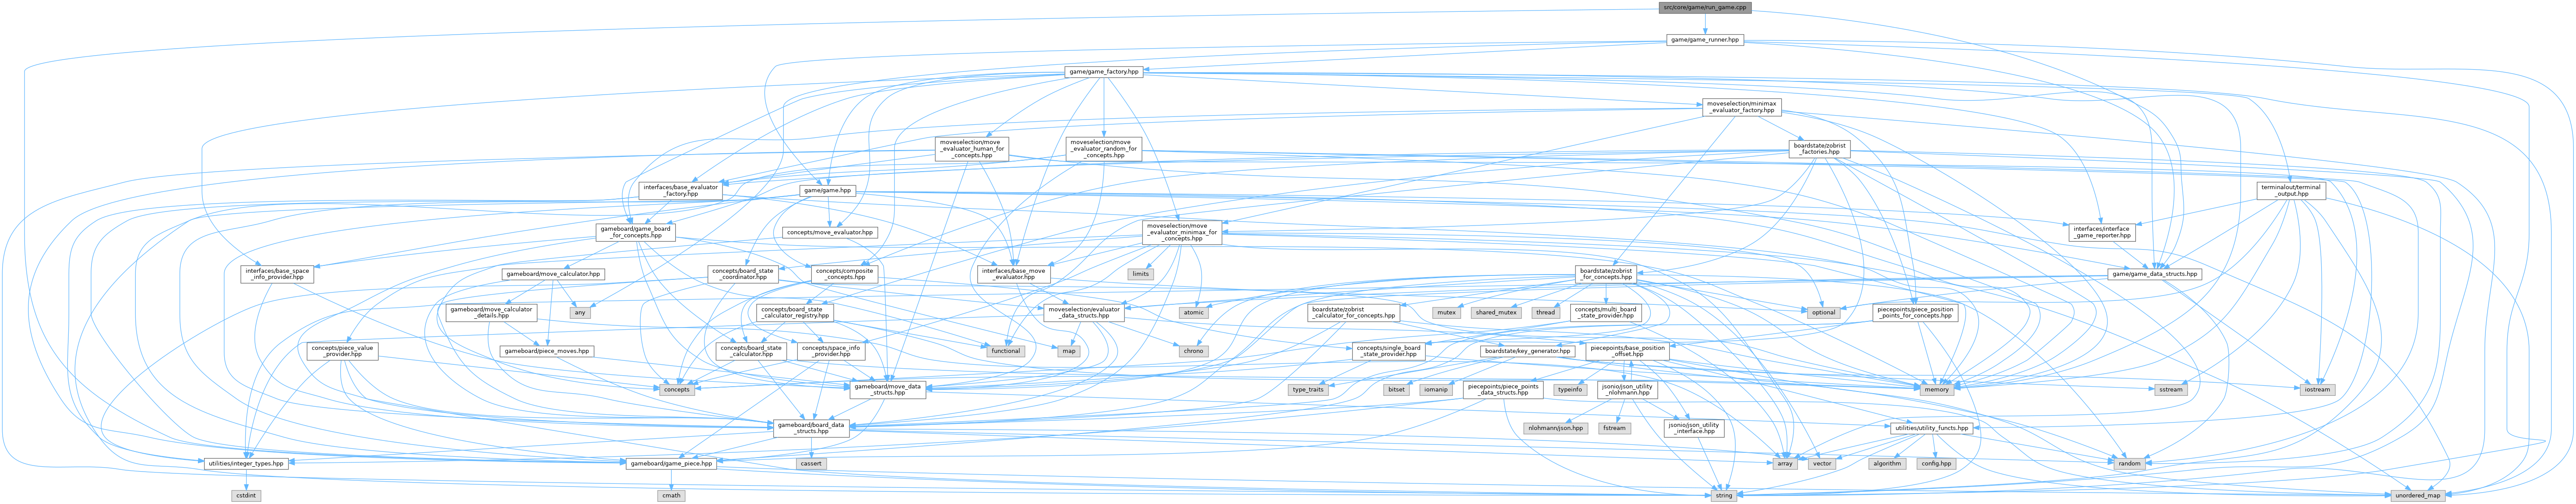 src/core/game/run_game.cpp
game/game_runner.hpp
game/game_factory.hpp
moveselection/minimax
_evaluator_factory.hpp
moveselection/move
_evaluator_human_for
_concepts.hpp
moveselection/move
_evaluator_random_for
_concepts.hpp
boardstate/zobrist
_factories.hpp
interfaces/base_evaluator
_factory.hpp
game/game.hpp
terminalout/terminal
_output.hpp
gameboard/game_board
_for_concepts.hpp
concepts/move_evaluator.hpp
moveselection/move
_evaluator_minimax_for
_concepts.hpp
interfaces/interface
_game_reporter.hpp
interfaces/base_space
_info_provider.hpp
gameboard/move_calculator.hpp
concepts/board_state
_coordinator.hpp
concepts/composite
_concepts.hpp
interfaces/base_move
_evaluator.hpp
limits
boardstate/zobrist
_for_concepts.hpp
game/game_data_structs.hpp
gameboard/move_calculator
_details.hpp
any
concepts/board_state
_calculator_registry.hpp
moveselection/evaluator
_data_structs.hpp
atomic
boardstate/zobrist
_calculator_for_concepts.hpp
mutex
shared_mutex
thread
concepts/multi_board
_state_provider.hpp
optional
piecepoints/piece_position
_points_for_concepts.hpp
concepts/piece_value
_provider.hpp
gameboard/piece_moves.hpp
concepts/board_state
_calculator.hpp
concepts/space_info
_provider.hpp
functional
map
chrono
concepts/single_board
_state_provider.hpp
boardstate/key_generator.hpp
piecepoints/base_position
_offset.hpp
concepts
gameboard/move_data
_structs.hpp
type_traits
bitset
iomanip
piecepoints/piece_points
_data_structs.hpp
typeinfo
jsonio/json_utility
_nlohmann.hpp
memory
sstream
iostream
gameboard/board_data
_structs.hpp
nlohmann/json.hpp
fstream
jsonio/json_utility
_interface.hpp
utilities/utility_functs.hpp
utilities/integer_types.hpp
gameboard/game_piece.hpp
cassert
array
vector
algorithm
config.hpp
random
cstdint
cmath
string
unordered_map